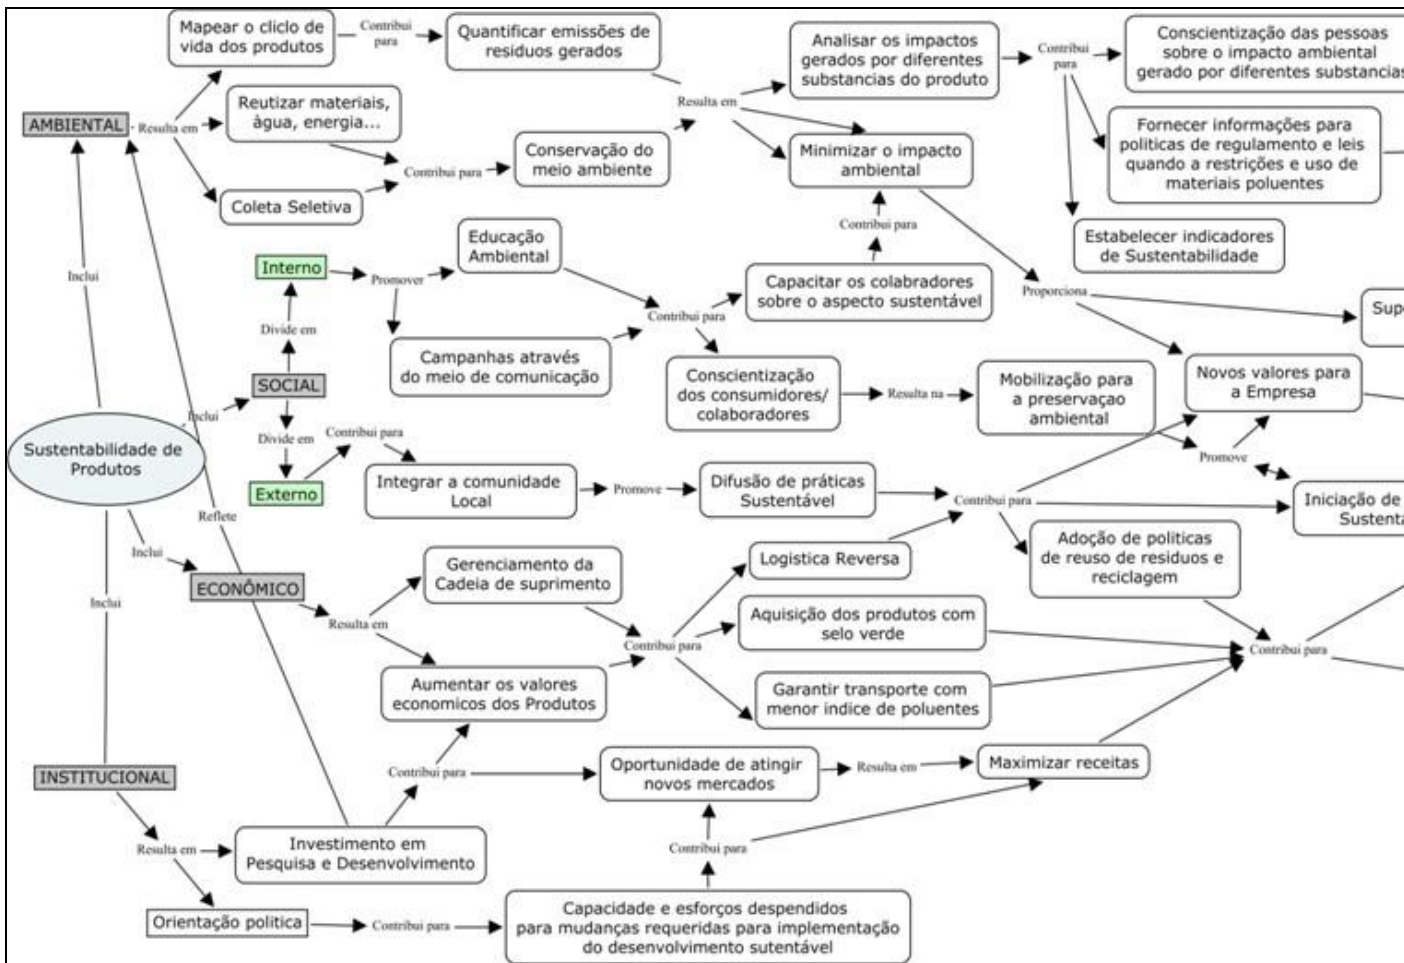 Mapear o cliclo de
vida dos produtos
Contribui
para
Quantificar emissões de
residuos gerados
Analisar os impactos
gerados por diferentes
substancias do produto
Contribui
para
Conscientização das pessoas
sobre o impacto ambiental
gerado por diferentes substancias
AMBIENTAL
Resulta em
Reutizar materiais,
àgua, energia...
Resulta em
Fornecer informações para
politicas de regulamento e leis
quando a restrições e uso de
materiais poluentes
Coleta Seletiva
Contribui para
Conservação do
meio ambiente
Minimizar o impacto
ambiental
Contribui para
Estabelecer indicadores
de Sustentabilidade
Inclui
Interno
Promover
Educação
Ambiental
Capacitar os colabradores
sobre o aspecto sustentável
Proporciona
Supe
Divide em
Contribui para
Campanhas através
do meio de comunicação
SOCIAL
Conscientização
dos consumidores/
colaboradores
Resulta na
Mobilização para
a preservaçao
ambiental
Novos valores para
a Empresa
Inclui
Divide em
Contribui para
Sustentabilidade de
Produtos
Promove
Externo
Integrar a comunidade
Local
Promove
Difusão de práticas
Sustentável
Contribui para
Iniciação de
Sustentá
Reflete
Inclui
Gerenciamento da
Cadeia de suprimento
Logistica Reversa
Adoção de politicas
de reuso de residuos e
reciclagem
ECONÔMICO
Inclui
Resulta em
Contribui para
Aquisição dos produtos com
selo verde
Contribui para
Aumentar os valores
economicos dos Produtos
Garantir transporte com
menor indice de poluentes
INSTITUCIONAL
Contribui para
Oportunidade de atingir
novos mercados
Resulta em
Maximizar receitas
Resulta em
Investimento em
Pesquisa e Desenvolvimento
Contribui para
Orientação politica
Contribui para
Capacidade e esforços despendidos
para mudanças requeridas para implementação
do desenvolvimento sutentável